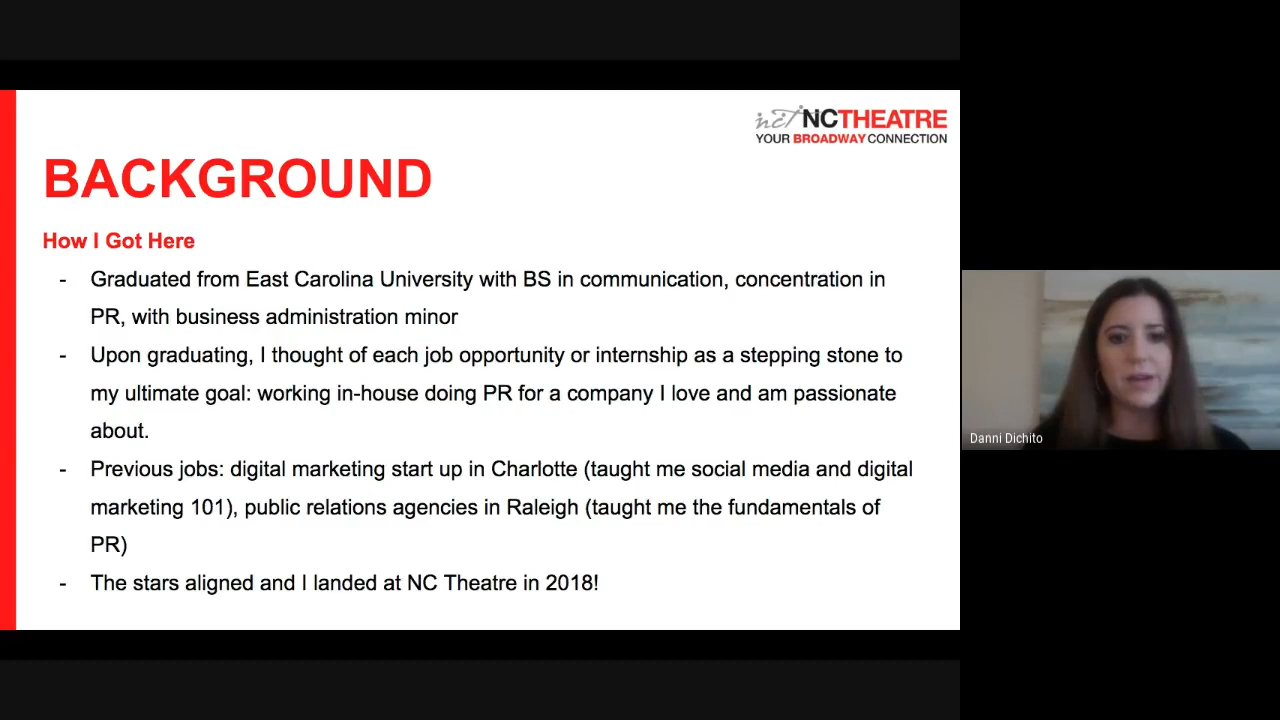 nct NCTHEATRE
YOUR BROADWAY CONNECTION
BACKGROUND
How I Got Here
- Graduated from East Carolina University with BS in communication, concentration in
PR, with business administration minor
- Upon graduating, I thought of each job opportunity or internship as a stepping stone to
my ultimate goal: working in-house doing PR for a company I love and am passionate
about.
- Previous jobs: digital marketing start up in Charlotte (taught me social media and digital
marketing 101), public relations agencies in Raleigh (taught me the fundamentals of
PR)
- The stars aligned and I landed at NC Theatre in 2018!
Danni Dichito